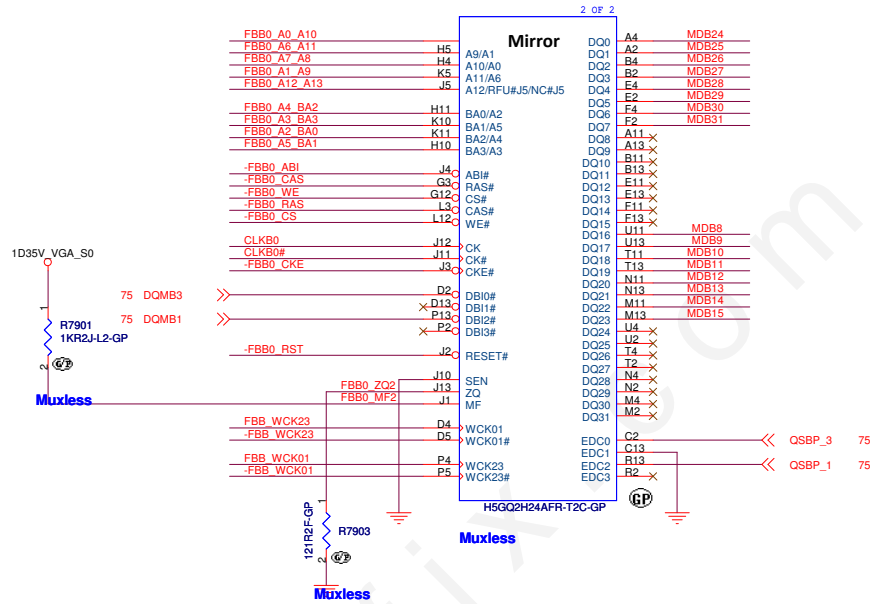 2 OF 2
Mirror
FBB0_A0_A10
FBB0_A6_A11 H5 A9/A1
FBB0_A7_A8 H4 A10/A0
FBB0_A1_A9 K5 A11/A6
FBB0_A12_A13 J5 A12/RFU#J5/NC#J5
FBB0_A4_BA2 H11 BA0/A2
FBB0_A3_BA3 K10 BA1/A5
FBB0_A2_BA0 K11 BA2/A4
FBB0_A5_BA1 H10 BA3/A3
-FBB0_ABI J4 ABI#
-FBB0_CAS G3 RAS#
-FBB0_WE G12 CS#
-FBB0_RAS L3 CAS#
-FBB0_CS L12 WE#
CLKB0 J12 CK
CLKB0# J11 CK#
-FBB0_CKE J3 CKE#
75 DQMB3 D2 DBI0#
D13 DBI1#
75 DQMB1 P13 DBI2#
P2 DBI3#
-FBB0_RST J2 RESET#
J10 SEN
FBB0_ZQ2 J13 ZQ
FBB0_MF2 J1 MF
FBB_WCK23 D4 WCK01
-FBB_WCK23 D5 WCK01#
FBB_WCK01 P4 WCK23
-FBB_WCK01 P5 WCK23#
DQ0 A4 MDB24
DQ1 A2 MDB25
DQ2 B4 MDB26
DQ3 B2 MDB27
DQ4 E4 MDB28
DQ5 E2 MDB29
DQ6 F4 MDB30
DQ7 F2 MDB31
DQ8 A11
DQ9 A13
DQ10 B11
DQ11 B13
DQ12 E11
DQ13 E13
DQ14 F11
DQ15 F13
DQ16 U11 MDB8
DQ17 U13 MDB9
DQ18 T11 MDB10
DQ19 T13 MDB11
DQ20 N11 MDB12
DQ21 N13 MDB13
DQ22 M11 MDB14
DQ23 M13 MDB15
DQ24 U4
DQ25 U2
DQ26 T4
DQ27 T2
DQ28 N4
DQ29 N2
DQ30 M4
DQ31 M2
EDC0 C2 QSBP_3 75
EDC1 C13
EDC2 R13 QSBP_1 75
EDC3 R2
H5GQ2H24AFR-T2C-GP
GP
Muxless
1D35V_VGA_S0
1
R7901
1KR2J-L2-GP
2
GP
Muxless
1
121R2F-GP
R7903
2
GP
Muxless